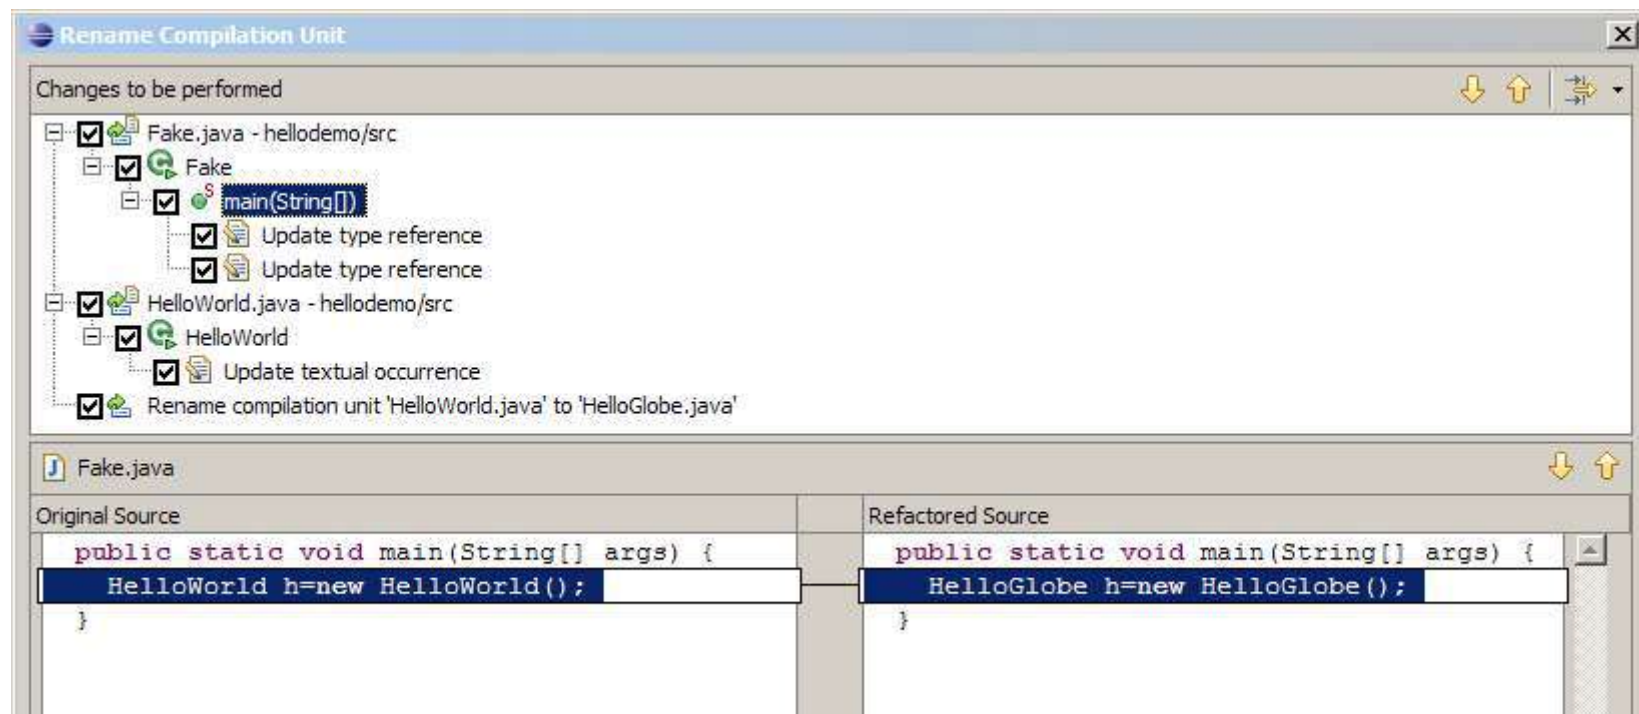 Rename Compilation Unit
Changes to be performed
Fake.java - hellodemo/src
Fake
S
main(String[])
Update type reference
Update type reference
HelloWorld.java - hellodemo/src
HelloWorld
Update textual occurrence
Rename compilation unit 'HelloWorld.java' to 'HelloGlobe.java'
J Fake.java
Original Source
Refactored Source
public static void main(String[] args) {
HelloWorld h=new HelloWorld();
}
public static void main(String[] args) {
HelloGlobe h=new HelloGlobe();
}